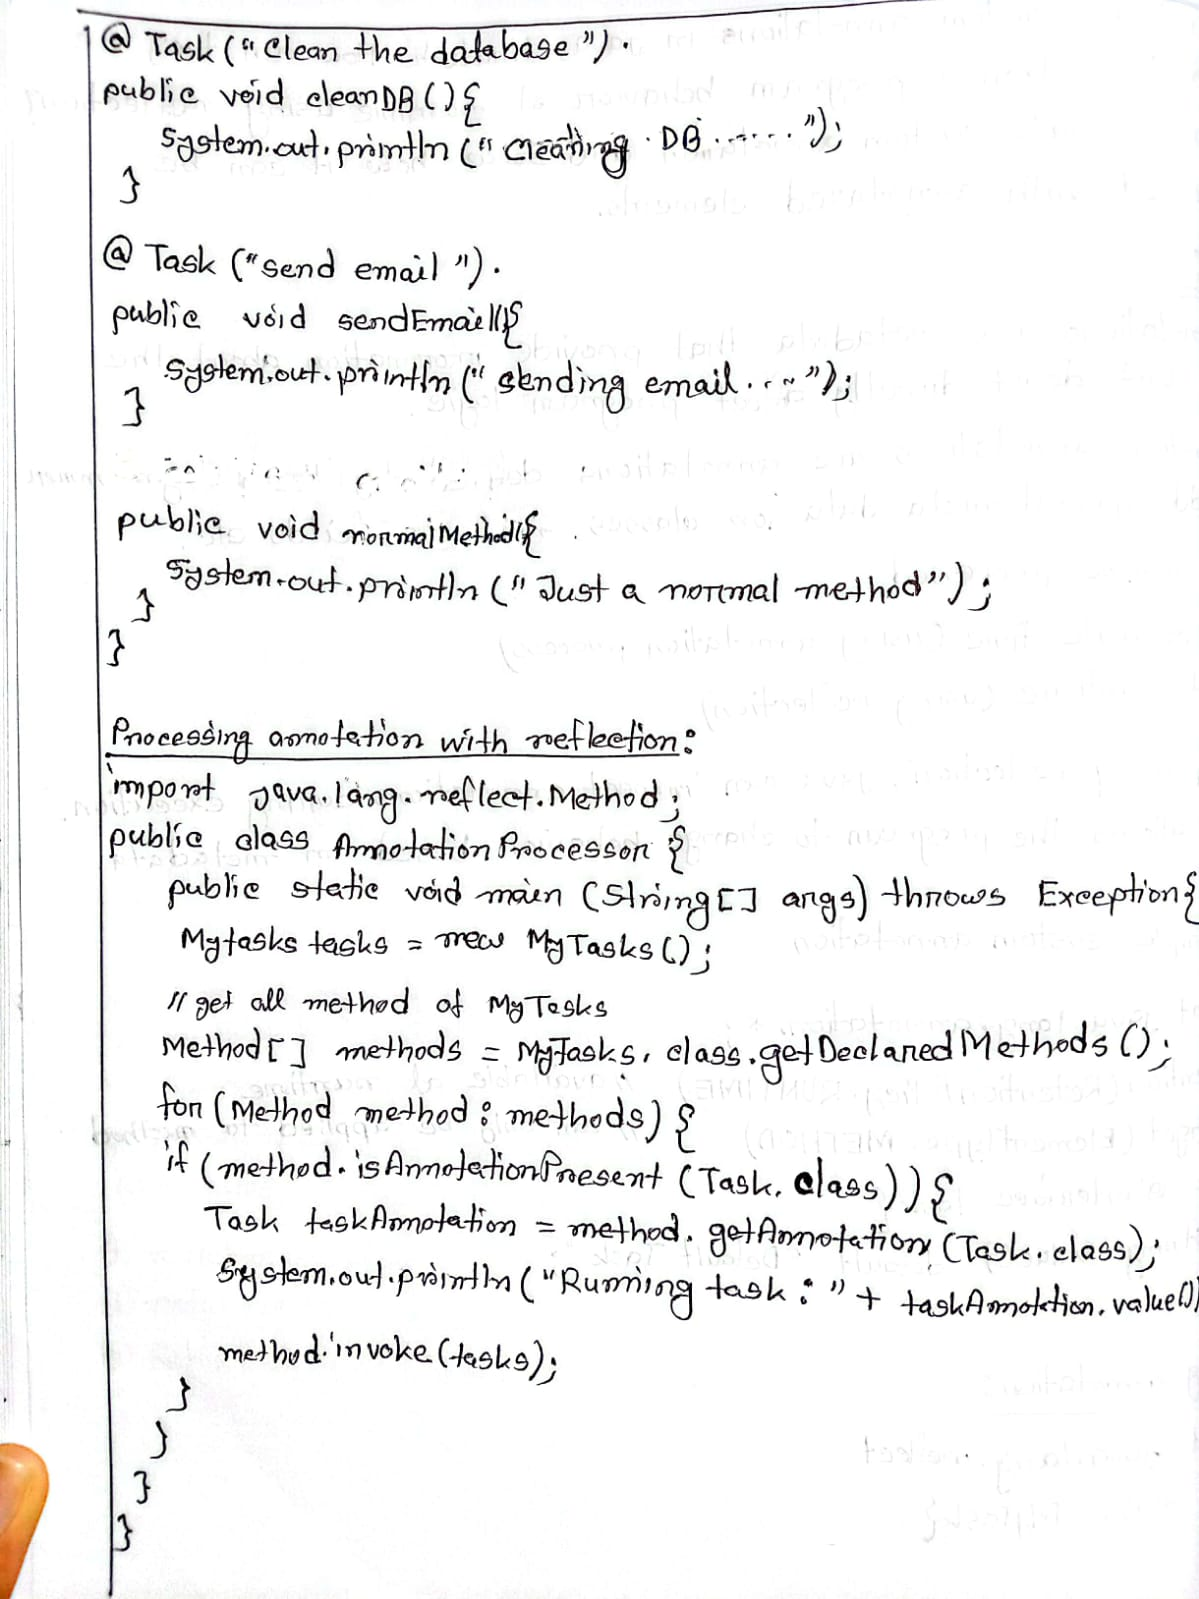 @ Task ("Clean the database").
public void cleanDB(){
System.out.println (" Cleaning DB ......");
}
@ Task ("send email").
public void sendEmail(){
System.out.println (" sending email...~");
}
public void normalMethod(){
System.out.println (" Just a normal method");
}
}
Processing annotation with reflection:
import java.lang.reflect.Method;
public class AnnotationProcessor {
public static void main (String[] args) throws Exception{
Mytasks tasks = new MyTasks();
// get all method of MyTasks
Method[] methods = MyTasks.class.getDeclaredMethods();
for (Method method : methods) {
if (method.isAnnotationPresent (Task.class)) {
Task taskAnnotation = method.getAnnotation (Task.class);
System.out.println ("Running task : " + taskAnnotation.value())
method.invoke(tasks);
}
}
}
}